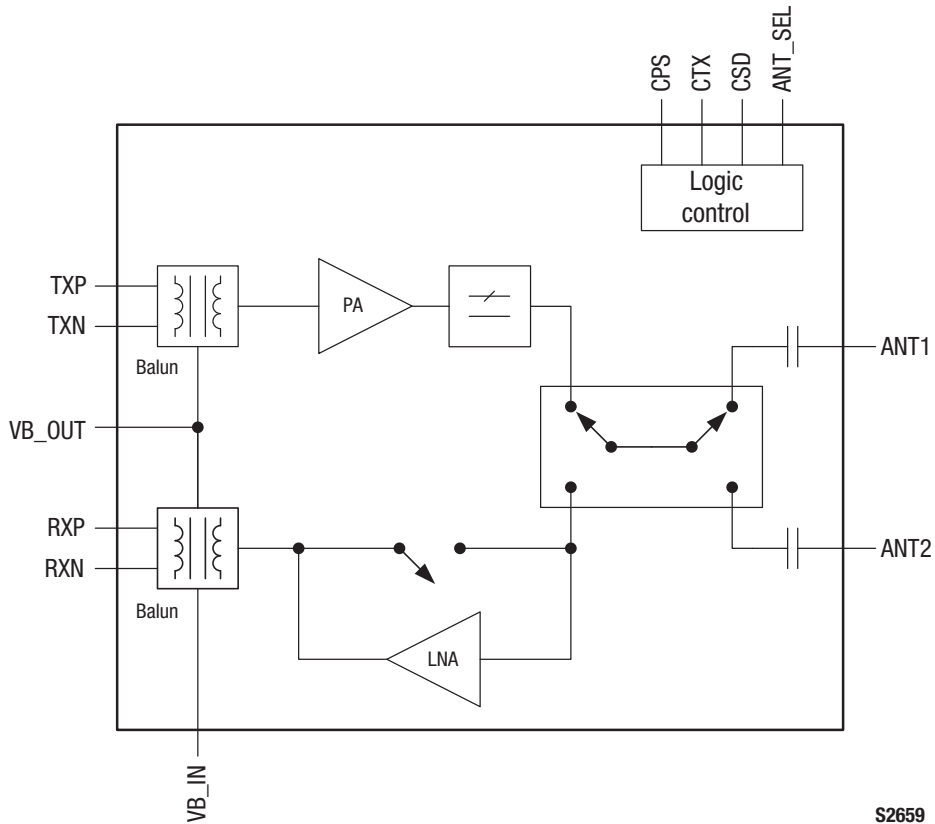 CPS
CTX
CSD
ANT_SEL
Logic
control
TXP
TXN
PA
Balun
ANT1
VB_OUT
RXP
RXN
ANT2
Balun
LNA
VB_IN
S2659